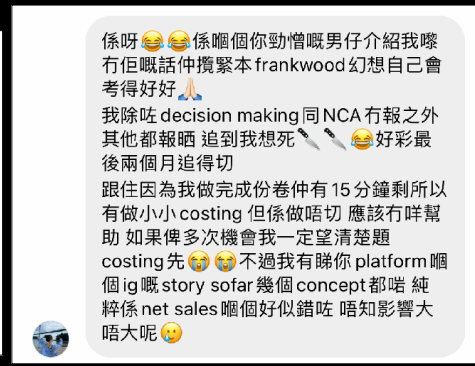 係呀😂😂係嗰個你勁憎嘅男仔介紹我嚟
冇佢嘅話仲攬緊本frankwood幻想自己會
考得好好🙏🏻
我除咗decision making同NCA冇報之外
其他都報晒 追到我想死🔪🔪😂好彩最
後兩個月追得切
跟住因為我做完成份卷仲有15分鐘剩所以
有做小小costing 但係做唔切 應該冇咩幫
助 如果俾多次機會我一定望清楚題
costing先😭😭不過我有睇你platform嗰
個ig嘅story sofar幾個concept都啱 純
粹係net sales嗰個好似錯咗 唔知影響大
唔大呢🥲